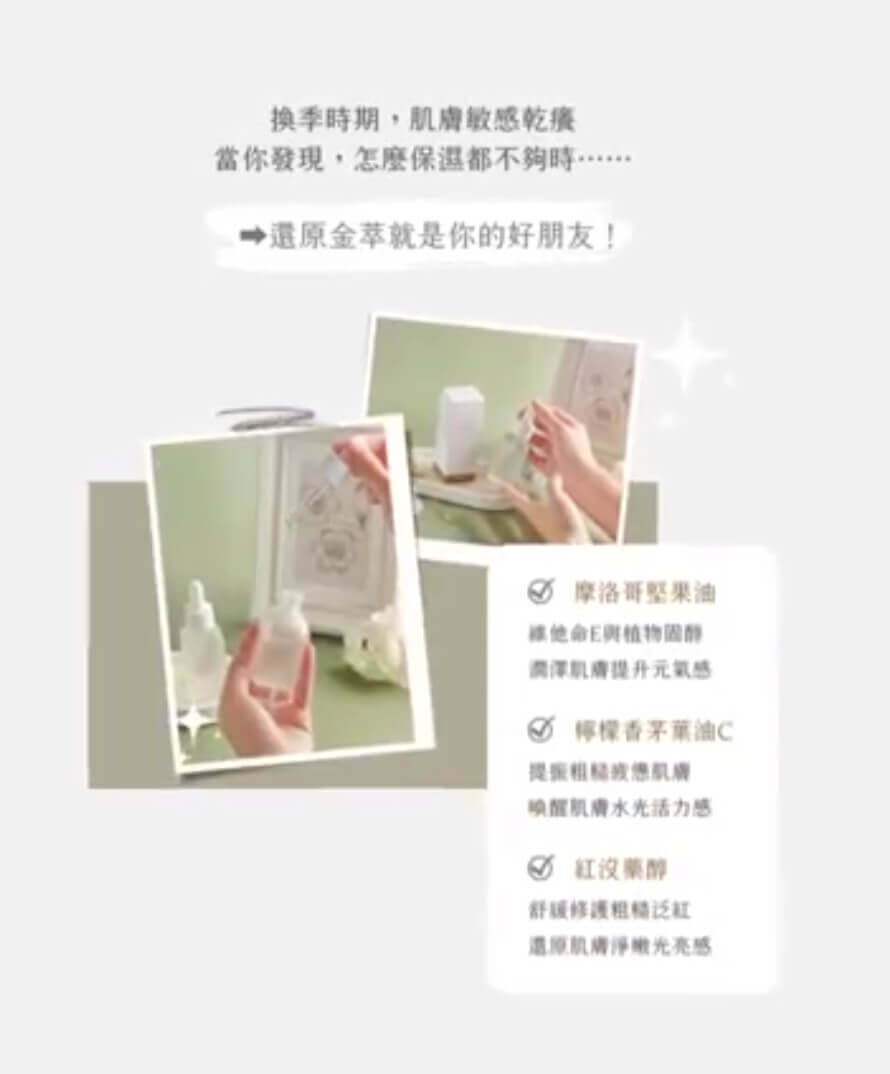 換季時期，肌膚敏感乾癢
當你發現，怎麼保濕都不夠時⋯⋯
➡還原金萃就是你的好朋友！
摩洛哥堅果油
維他命E與植物固醇
潤澤肌膚提升元氣感
檸檬香茅葉油C
提振粗糙疲憊肌膚
喚醒肌膚水光活力感
紅沒藥醇
舒緩修護粗糙泛紅
還原肌膚淨嫩光亮感